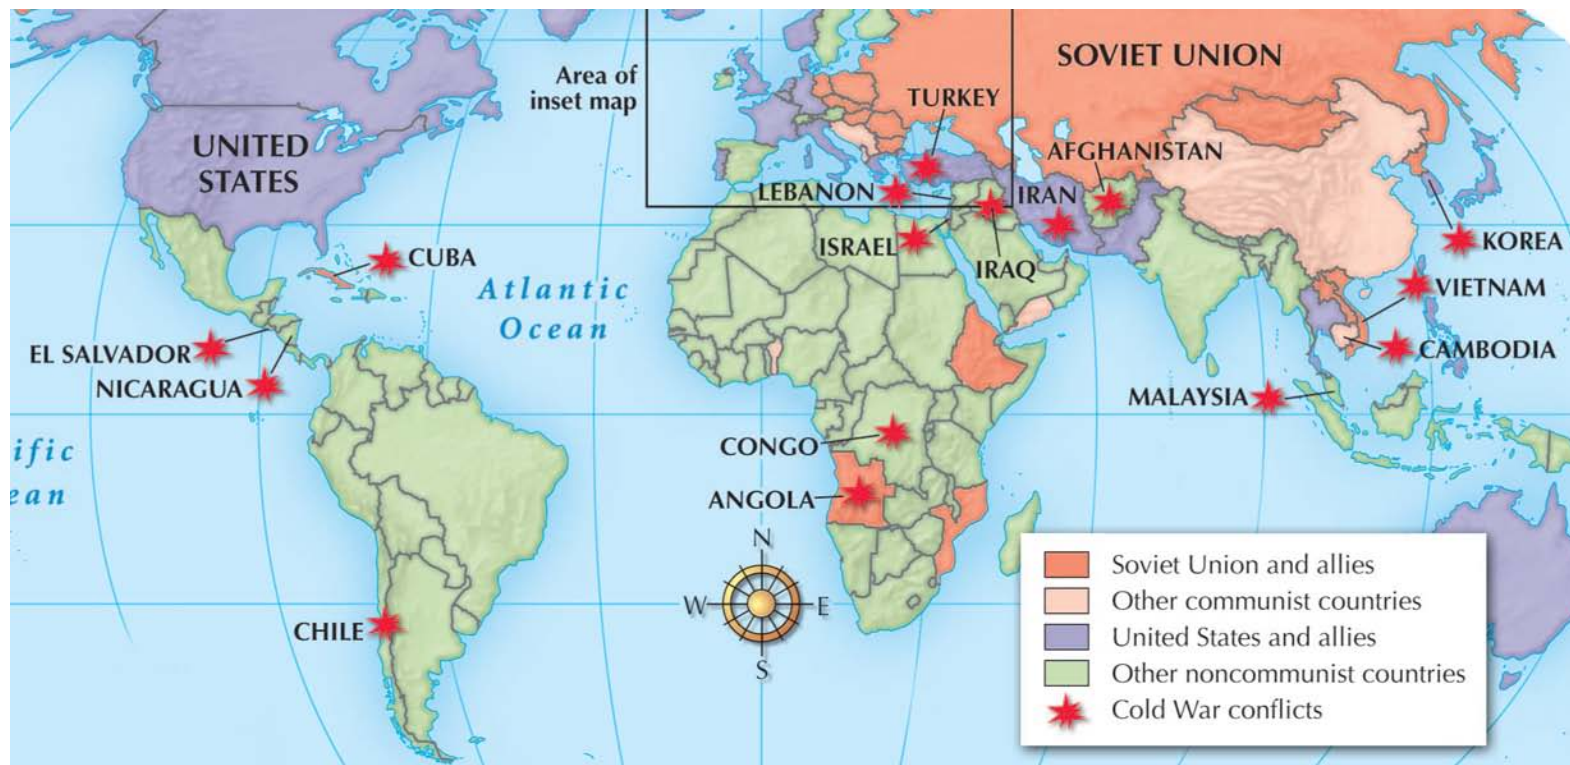 Area of
inset map
SOVIET UNION
TURKEY
UNITED
STATES
AFGHANISTAN
LEBANON
IRAN
ISRAEL
KOREA
CUBA
IRAQ
Atlantic
Ocean
VIETNAM
EL SALVADOR
CAMBODIA
NICARAGUA
MALAYSIA
ific
ean
CONGO
ANGOLA
N
W
E
S
CHILE
Soviet Union and allies
Other communist countries
United States and allies
Other noncommunist countries
Cold War conflicts